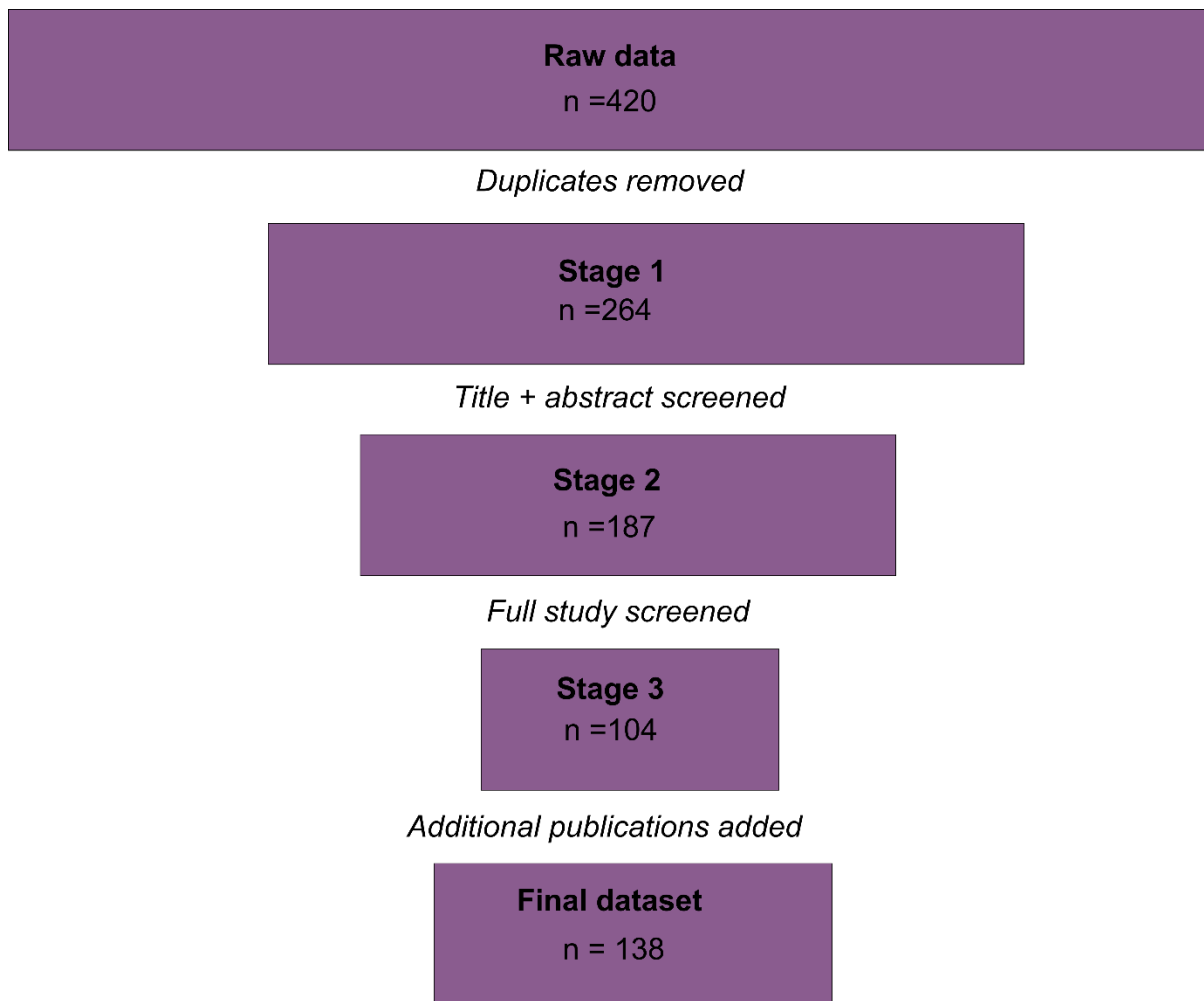 Raw data
n =420
Duplicates removed
Stage 1
n =264
Title + abstract screened
Stage 2
n =187
Full study screened
Stage 3
n =104
Additional publications added
Final dataset
n = 138